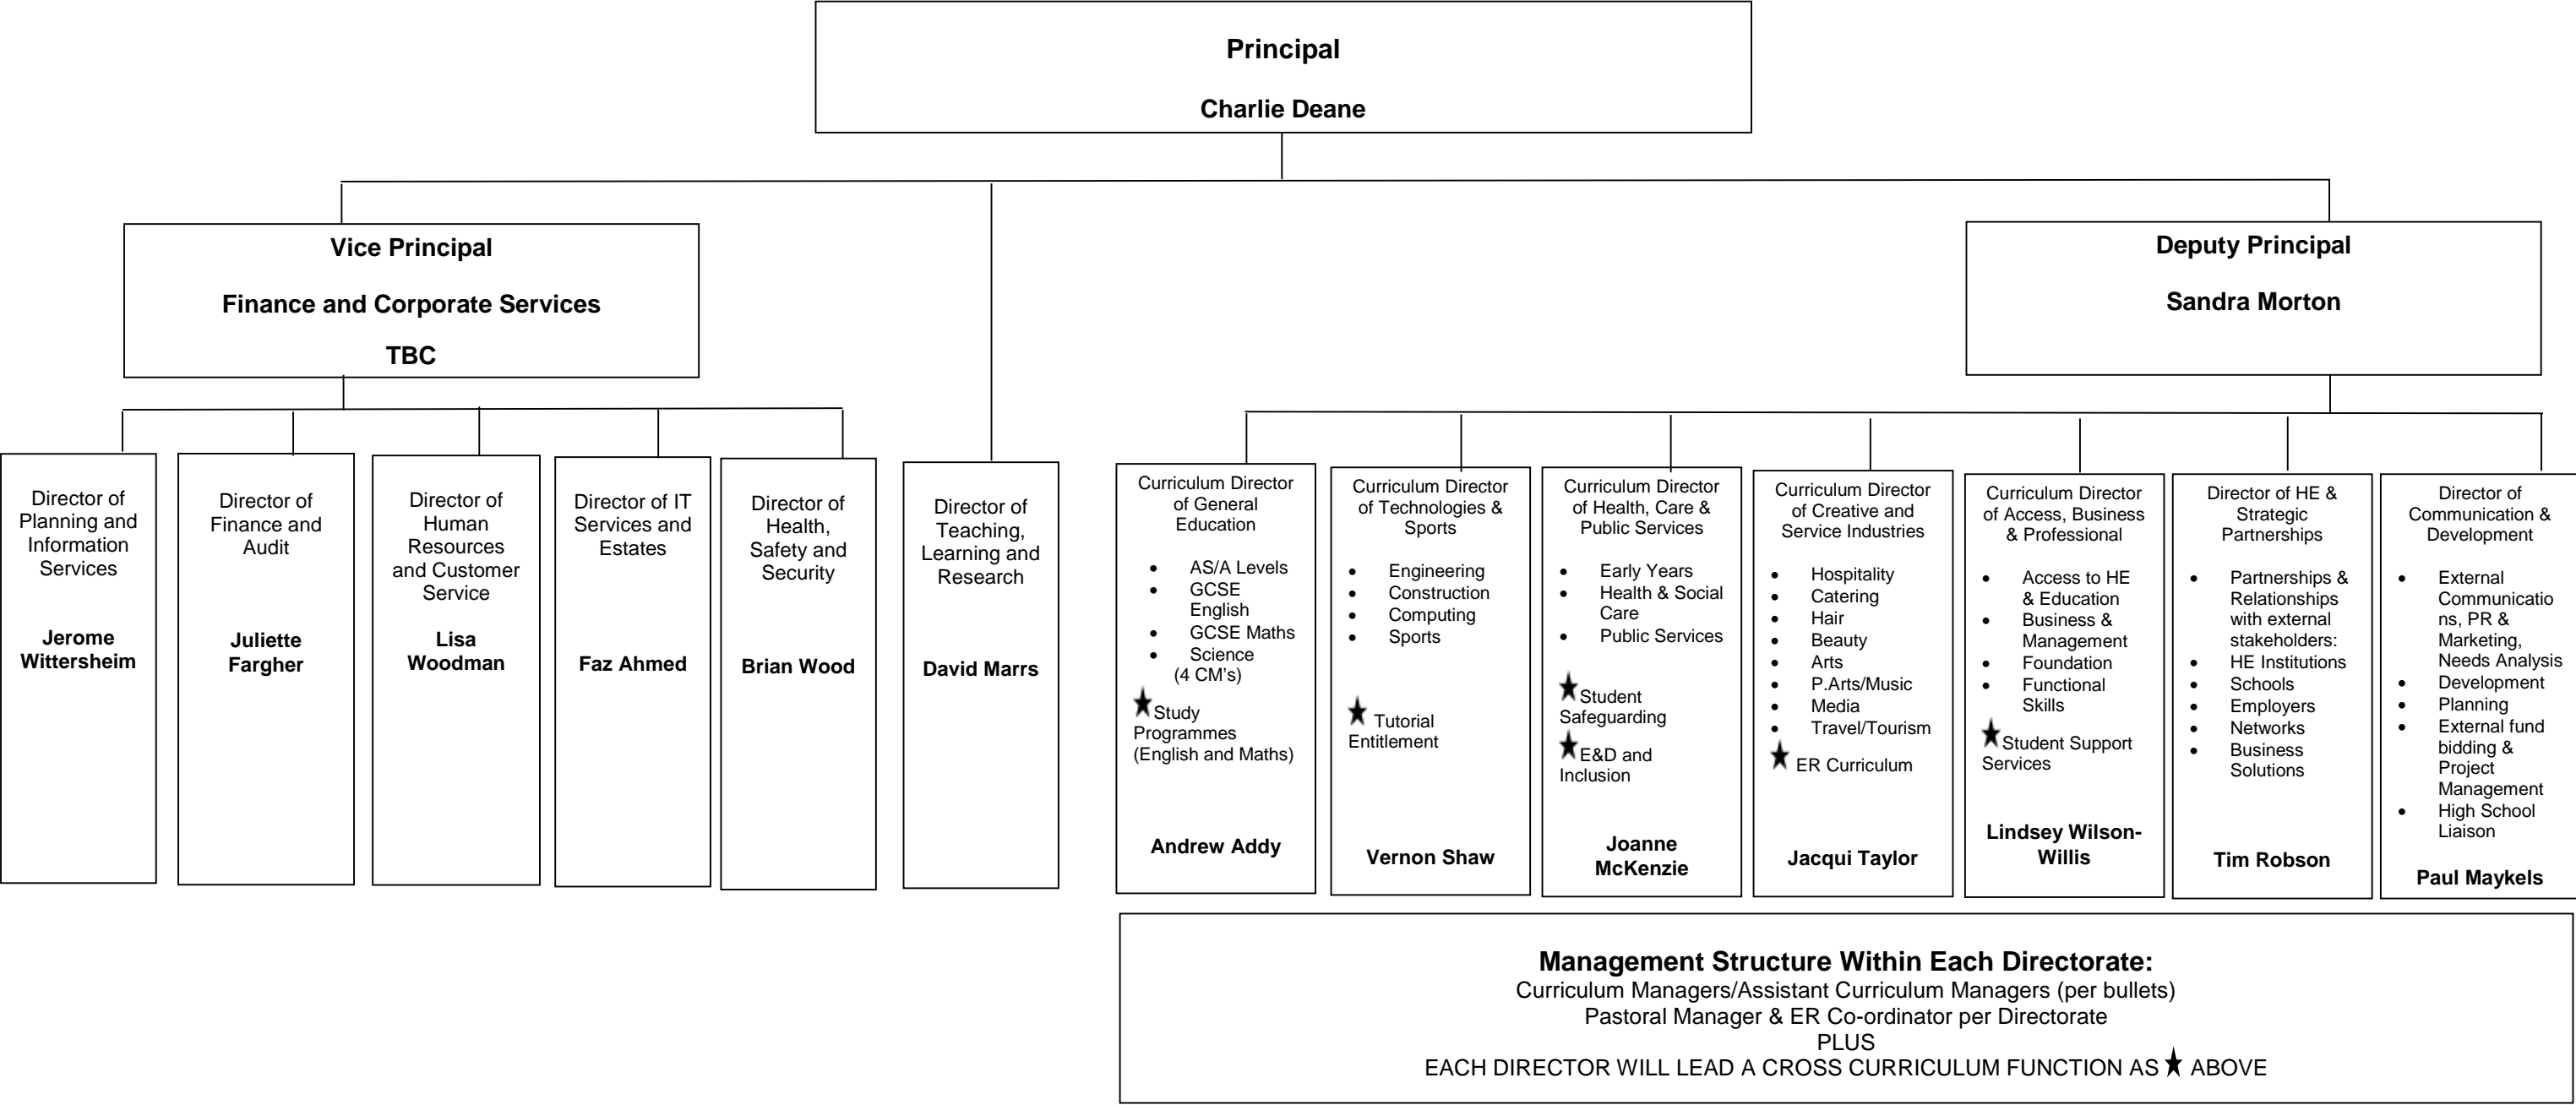 Principal
Charlie Deane
Vice Principal
Finance and Corporate Services
TBC
Deputy Principal
Sandra Morton
Director of
Planning and
Information
Services
Jerome
Wittersheim
Director of
Finance and
Audit
Juliette
Fargher
Director of
Human
Resources
and Customer
Service
Lisa
Woodman
Director of IT
Services and
Estates
Faz Ahmed
Director of
Health,
Safety and
Security
Brian Wood
Director of
Teaching,
Learning and
Research
David Marrs
Curriculum Director
of General
Education
• AS/A Levels
• GCSE
English
• GCSE Maths
• Science
(4 CM's)
★Study
Programmes
(English and Maths)
Andrew Addy
Curriculum Director
of Technologies &
Sports
• Engineering
• Construction
• Computing
• Sports
★ Tutorial
Entitlement
Vernon Shaw
Curriculum Director
of Health, Care &
Public Services
• Early Years
• Health & Social
Care
• Public Services
★Student
Safeguarding
★E&D and
Inclusion
Joanne
McKenzie
Curriculum Director
of Creative and
Service Industries
• Hospitality
• Catering
• Hair
• Beauty
• Arts
• P.Arts/Music
• Media
• Travel/Tourism
★ ER Curriculum
Jacqui Taylor
Curriculum Director
of Access, Business
& Professional
• Access to HE
& Education
• Business &
Management
• Foundation
• Functional
Skills
★Student Support
Services
Lindsey Wilson-
Willis
Director of HE &
Strategic
Partnerships
• Partnerships &
Relationships
with external
stakeholders:
• HE Institutions
• Schools
• Employers
• Networks
• Business
Solutions
Tim Robson
Director of
Communication &
Development
• External
Communicatio
ns, PR &
Marketing,
Needs Analysis
• Development
• Planning
• External fund
bidding &
Project
Management
• High School
Liaison
Paul Maykels
Management Structure Within Each Directorate:
Curriculum Managers/Assistant Curriculum Managers (per bullets)
Pastoral Manager & ER Co-ordinator per Directorate
PLUS
EACH DIRECTOR WILL LEAD A CROSS CURRICULUM FUNCTION AS ★ ABOVE